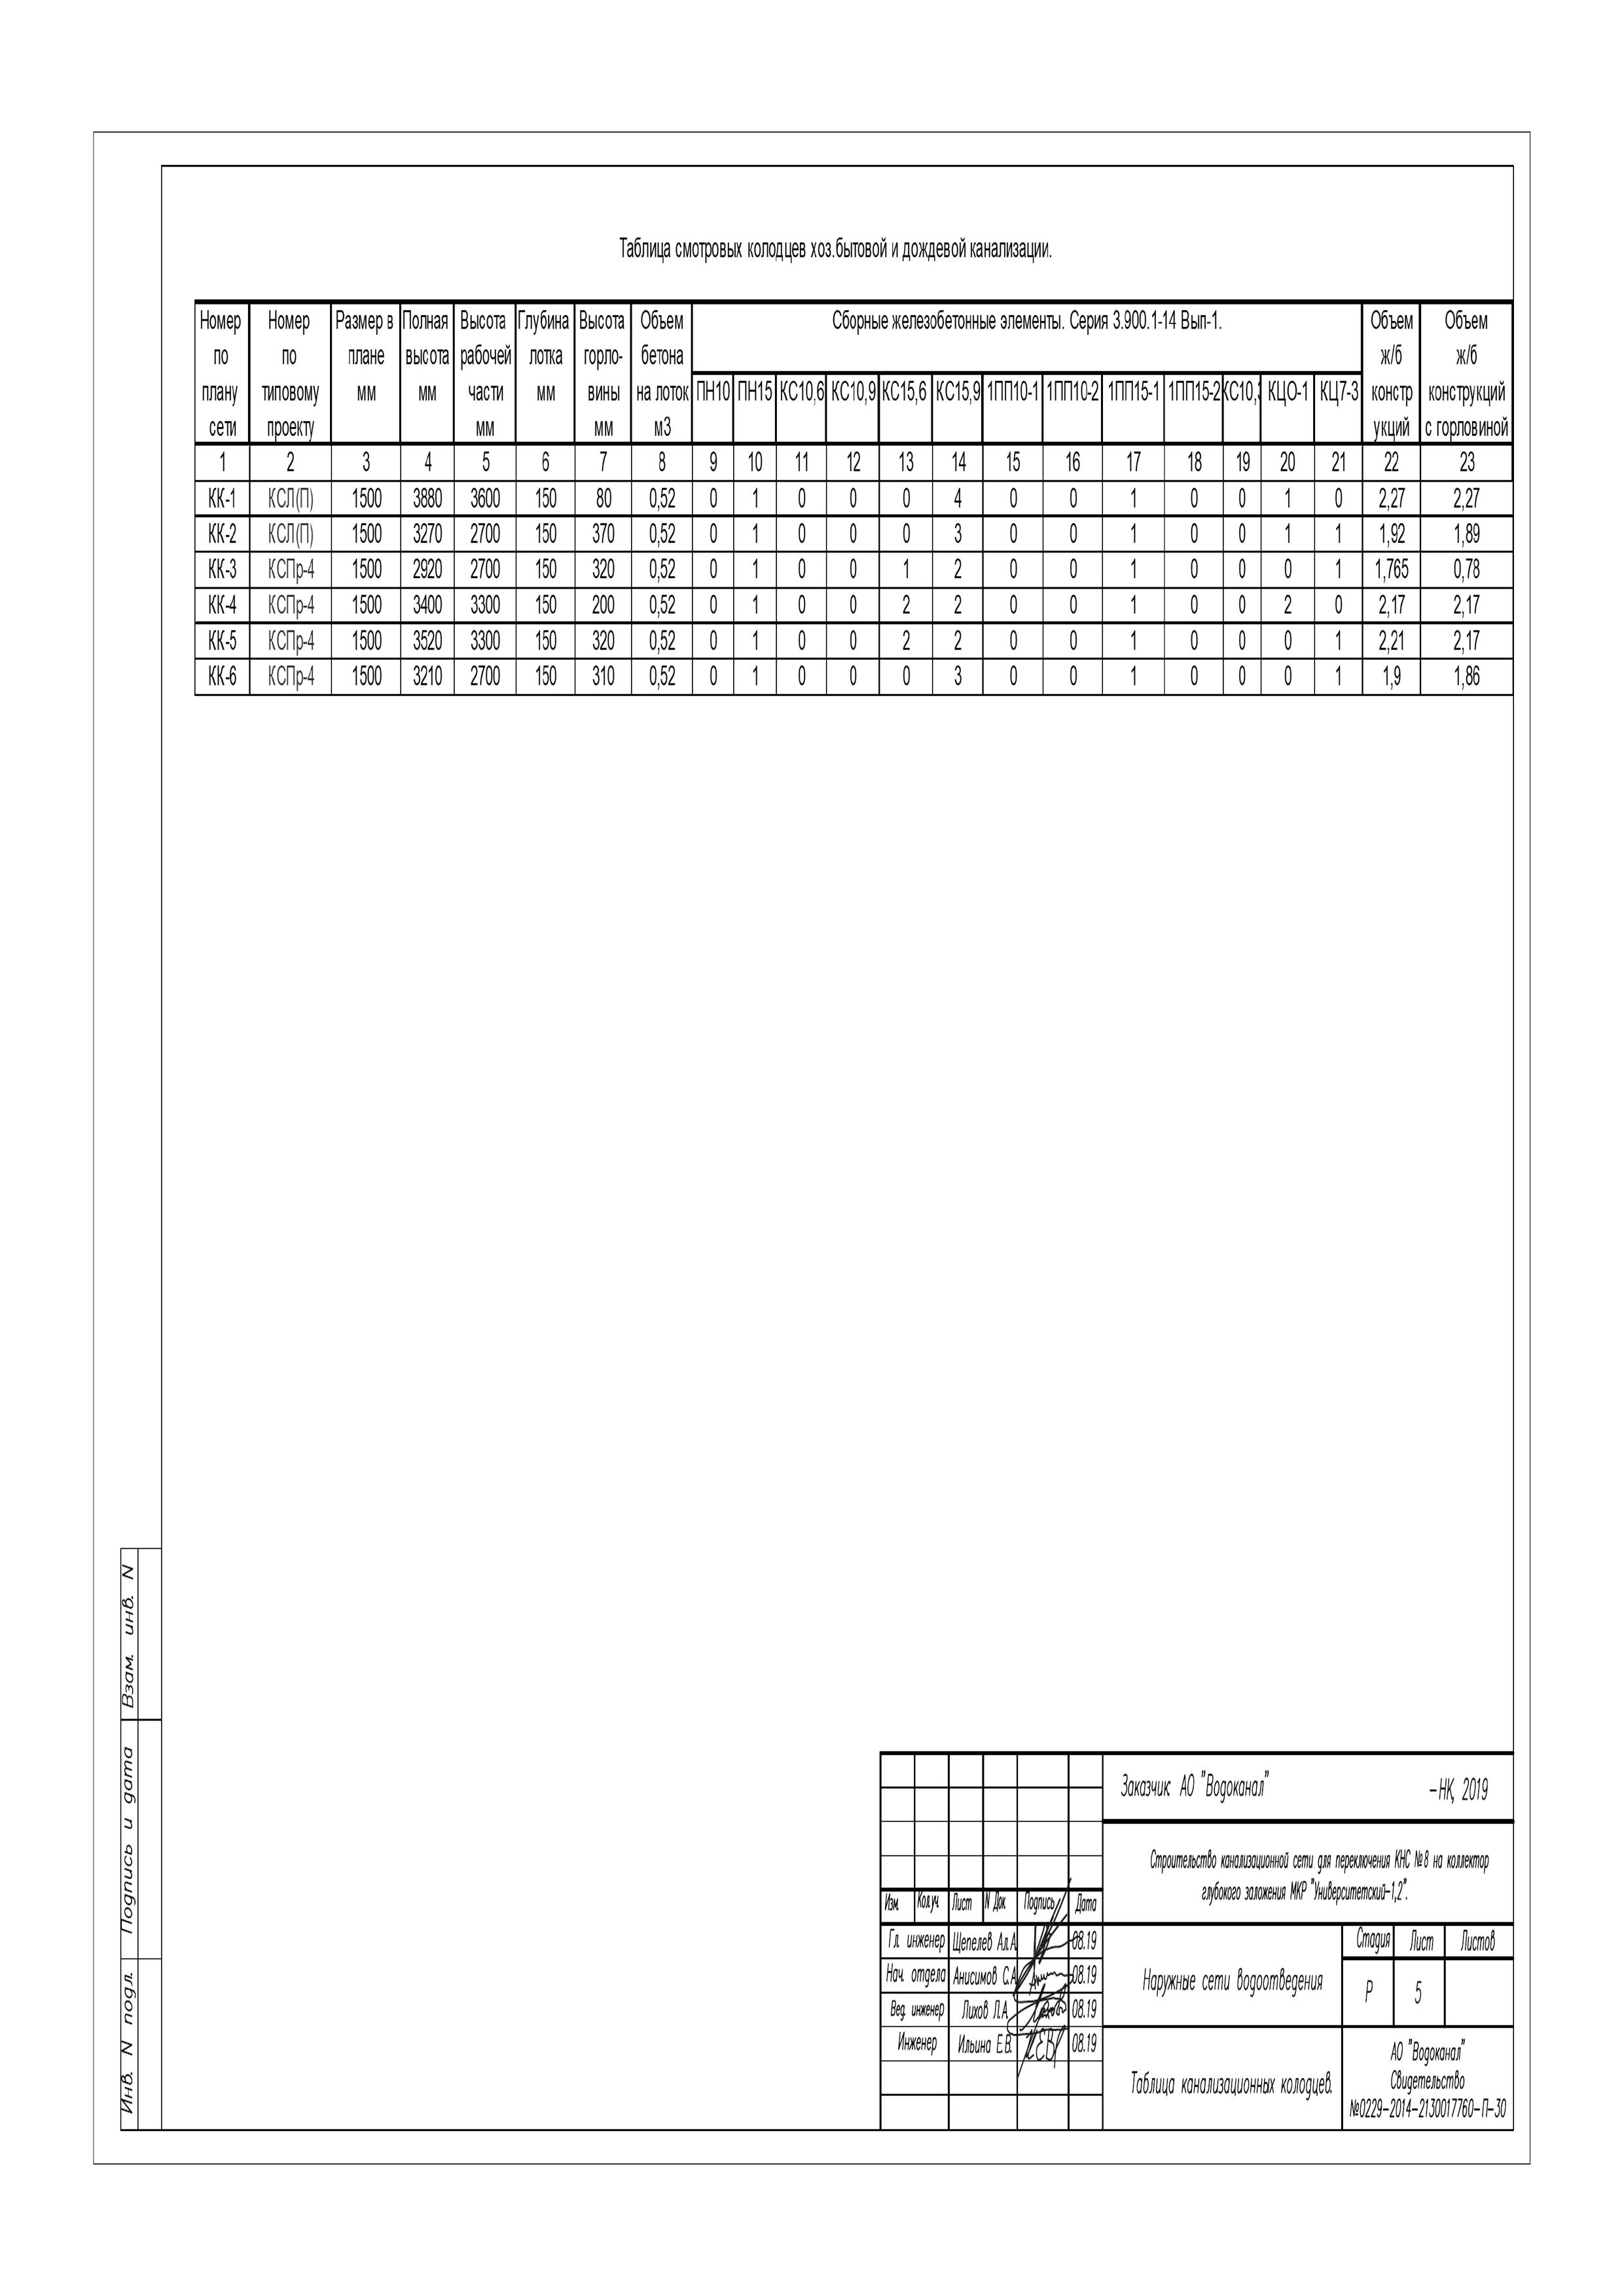 Таблица смотровых колодцев хоз.бытовой и дождевой канализации.
Номер по плану сети
Номер по типовому проекту
Размер в плане мм
Полная высота мм
Высота рабочей части мм
Глубина лотка мм
Высота горло- вины мм
Объем бетона на лоток м3
Сборные железобетонные элементы. Серия 3.900.1-14 Вып-1.
Объем ж/б констр укций
Объем ж/б конструкций с горловиной
ПН10 ПН15 КС10,6 КС10,9 КС15,6 КС15,9 1ПП10-1 1ПП10-2 1ПП15-1 1ПП15-2 КС10,3 КЦО-1 КЦ7-3
1 2 3 4 5 6 7 8 9 10 11 12 13 14 15 16 17 18 19 20 21 22 23
КК-1 КСЛ(П) 1500 3880 3600 150 80 0,52 0 1 0 0 0 4 0 0 1 0 0 1 0 2,27 2,27
КК-2 КСЛ(П) 1500 3270 2700 150 370 0,52 0 1 0 0 0 3 0 0 1 0 0 1 1 1,92 1,89
КК-3 КСПр-4 1500 2920 2700 150 320 0,52 0 1 0 0 1 2 0 0 1 0 0 0 1 1,765 0,78
КК-4 КСПр-4 1500 3400 3300 150 200 0,52 0 1 0 0 2 2 0 0 1 0 0 2 0 2,17 2,17
КК-5 КСПр-4 1500 3520 3300 150 320 0,52 0 1 0 0 2 2 0 0 1 0 0 0 1 2,21 2,17
КК-6 КСПр-4 1500 3210 2700 150 310 0,52 0 1 0 0 0 3 0 0 1 0 0 0 1 1,9 1,86
Взам. инв. N
Подпись и дата
Инв. N подл.
Заказчик: АО "Водоканал" –НК, 2019
Строительство канализационной сети для переключения КНС №8 на коллектор
глубокого заложения МКР "Университетский–1,2".
Изм. Кол.уч. Лист N Док. Подпись Дата
Гл. инженер Щепелев Ал.А. 08.19
Нач. отдела Анисимов С.А. 08.19
Вед. инженер Лихов Л.А. 08.19
Инженер Ильина Е.В. 08.19
Наружные сети водоотведения
Стадия Лист Листов
Р 5
Таблица канализационных колодцев.
АО "Водоканал"
Свидетельство
№0229–2014–2130017760–П–30